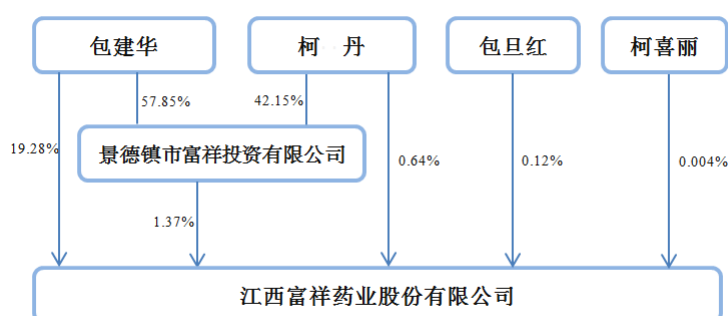 包建华
柯 丹
包旦红
柯喜丽
57.85%
42.15%
19.28%
景德镇市富祥投资有限公司
0.64%
0.12%
0.004%
1.37%
江西富祥药业股份有限公司